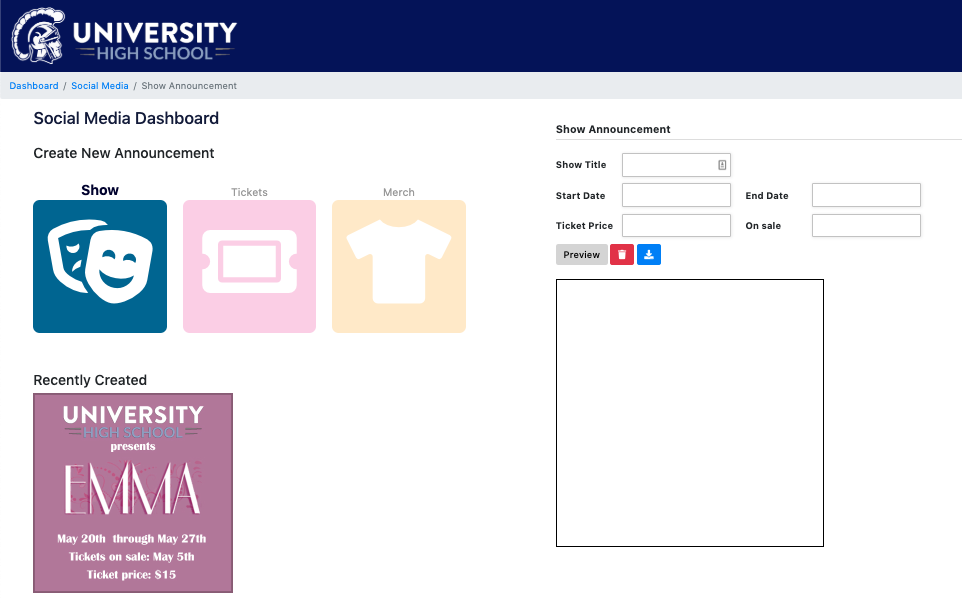 UNIVERSITY
HIGH SCHOOL
Dashboard / Social Media / Show Announcement
Social Media Dashboard
Create New Announcement
Show
Tickets
Merch
Recently Created
UNIVERSITY
HIGH SCHOOL
presents
EMMA
May 20th through May 27th
Tickets on sale: May 5th
Ticket price: $15
Show Announcement
Show Title
Start Date
End Date
Ticket Price
On sale
Preview